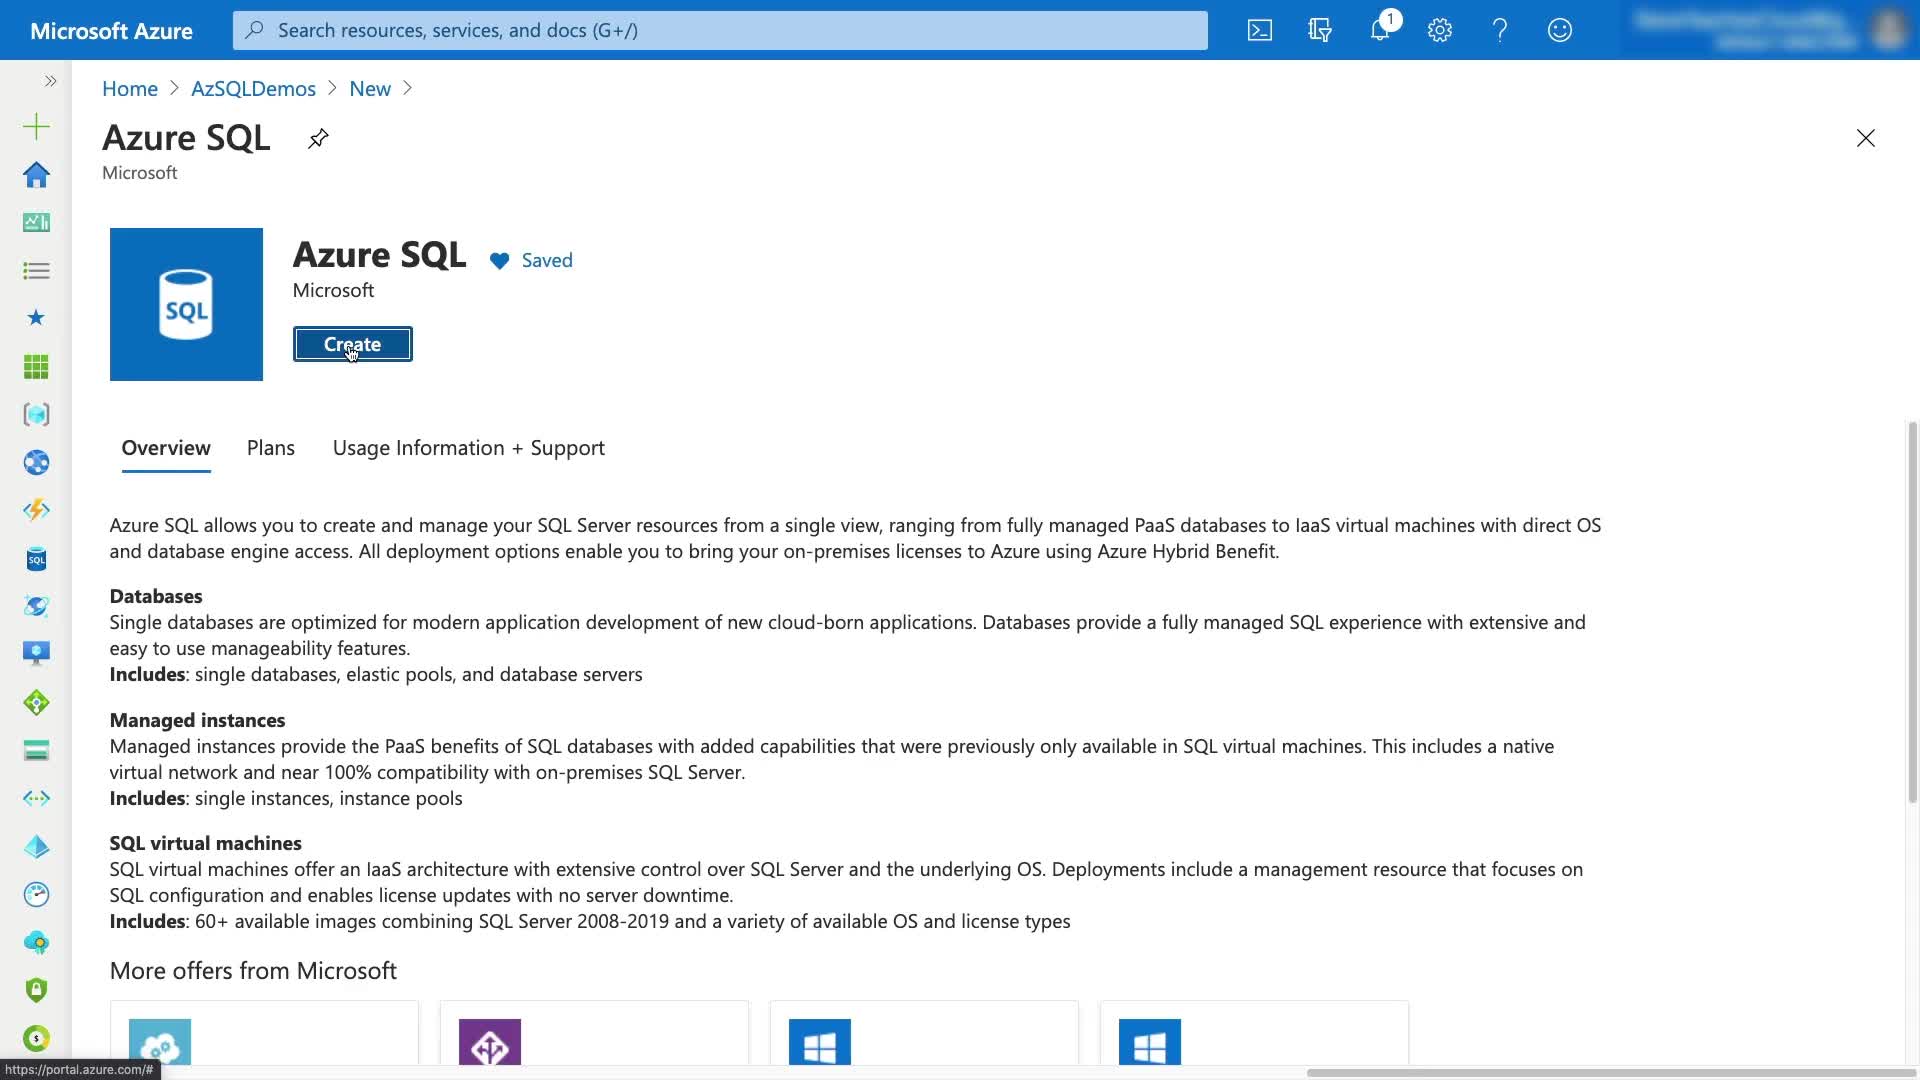 Microsoft Azure
Search resources, services, and docs (G+/)
1
Home > AzSQLDemos > New >
Azure SQL
Microsoft
SQL
Azure SQL
Saved
Microsoft
Create
Overview
Plans
Usage Information + Support
Azure SQL allows you to create and manage your SQL Server resources from a single view, ranging from fully managed PaaS databases to IaaS virtual machines with direct OS
and database engine access. All deployment options enable you to bring your on-premises licenses to Azure using Azure Hybrid Benefit.
Databases
Single databases are optimized for modern application development of new cloud-born applications. Databases provide a fully managed SQL experience with extensive and
easy to use manageability features.
Includes: single databases, elastic pools, and database servers
Managed instances
Managed instances provide the PaaS benefits of SQL databases with added capabilities that were previously only available in SQL virtual machines. This includes a native
virtual network and near 100% compatibility with on-premises SQL Server.
Includes: single instances, instance pools
SQL virtual machines
SQL virtual machines offer an IaaS architecture with extensive control over SQL Server and the underlying OS. Deployments include a management resource that focuses on
SQL configuration and enables license updates with no server downtime.
Includes: 60+ available images combining SQL Server 2008-2019 and a variety of available OS and license types
More offers from Microsoft
SQL
https://portal.azure.com/#